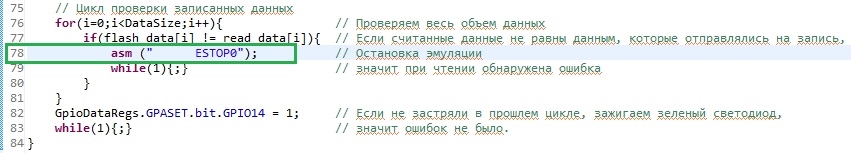 75 // Цикл проверки записанных данных
76 for(i=0;i<DataSize;i++){ // Проверяем весь объем данных
77 if(flash_data[i] != read_data[i]){ // Если считанные данные не равны данным, которые отправлялись на запись,
78 asm (" ESTOP0"); // Остановка эмуляции
79 while(1){;} // значит при чтении обнаружена ошибка
80 }
81 }
82 GpioDataRegs.GPASET.bit.GPIO14 = 1; // Если не застряли в прошлем цикле, зажигаем зеленый светодиод,
83 while(1){;} // значит ошибок не было.
84 }